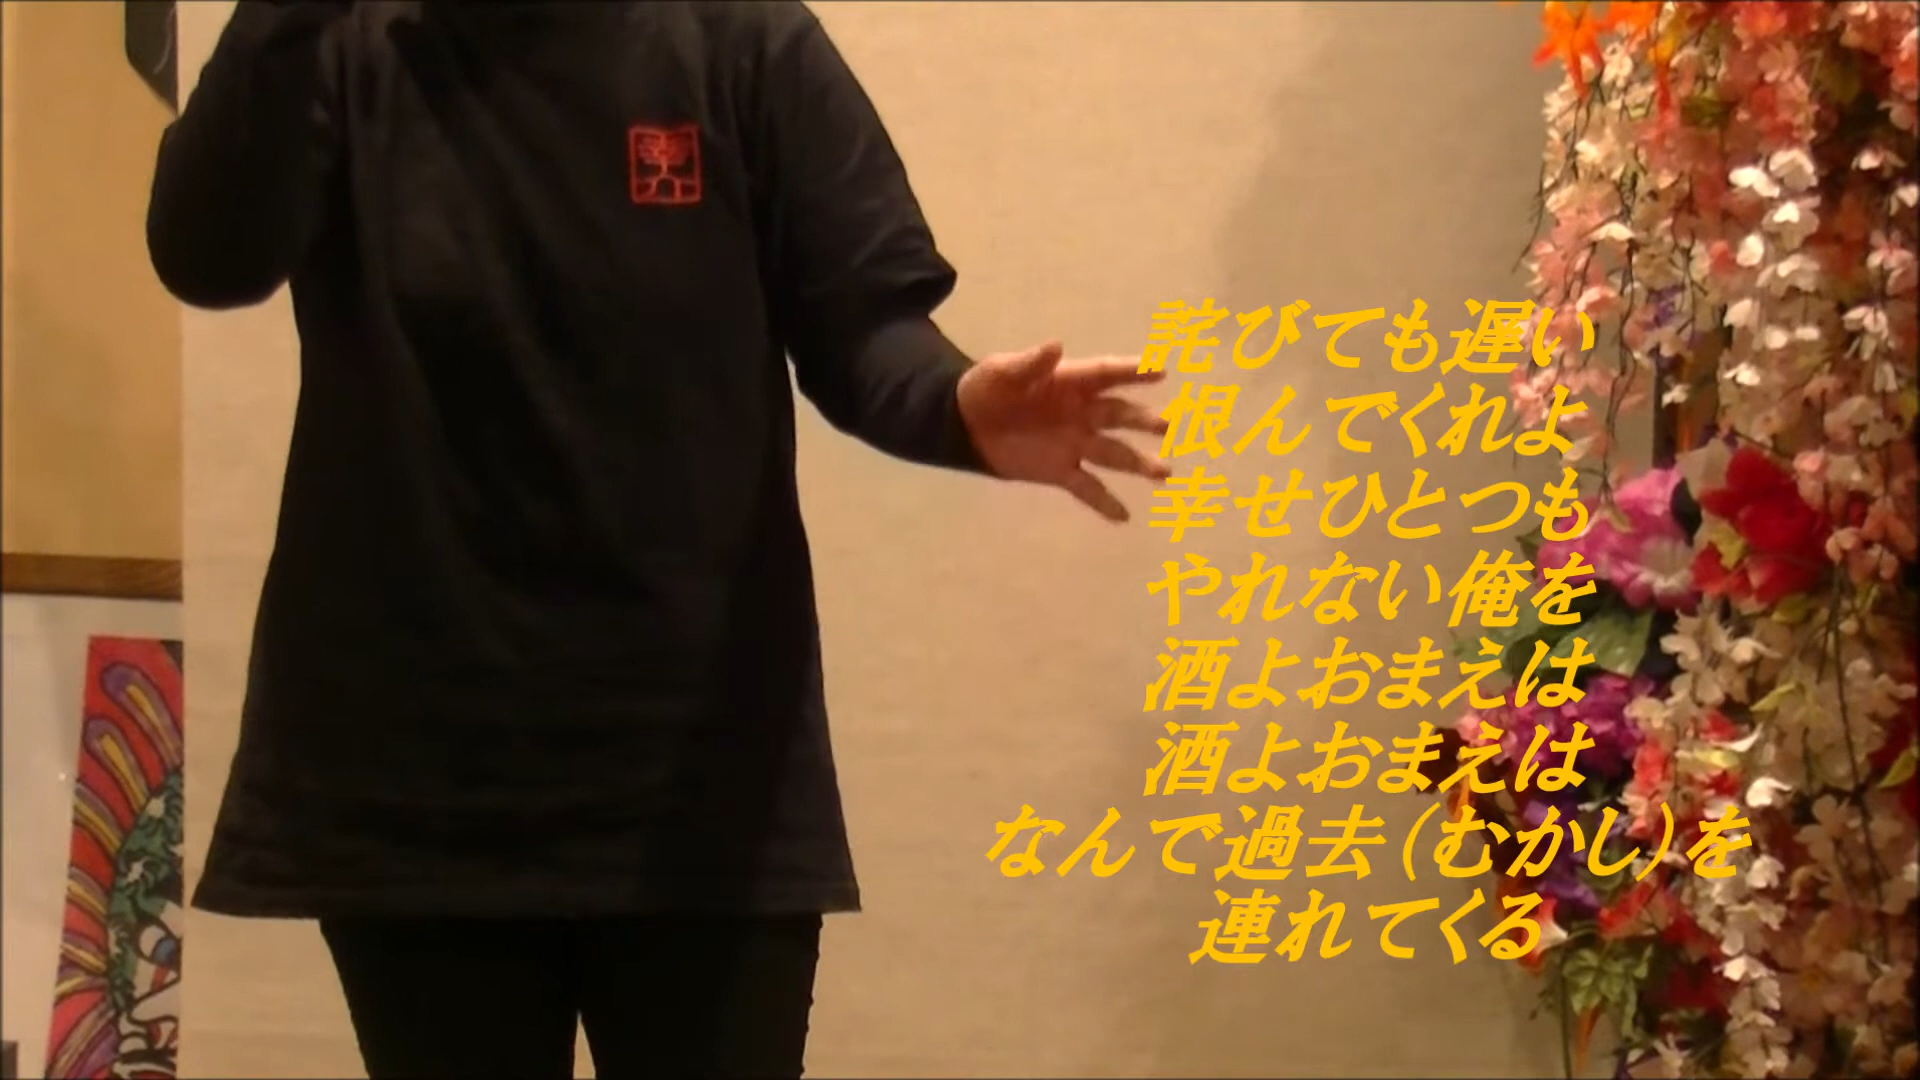 詫びても遅い
恨んでくれよ
幸せひとつも
やれない俺を
酒よおまえは
酒よおまえは
なんで過去(むかし)を
連れてくる